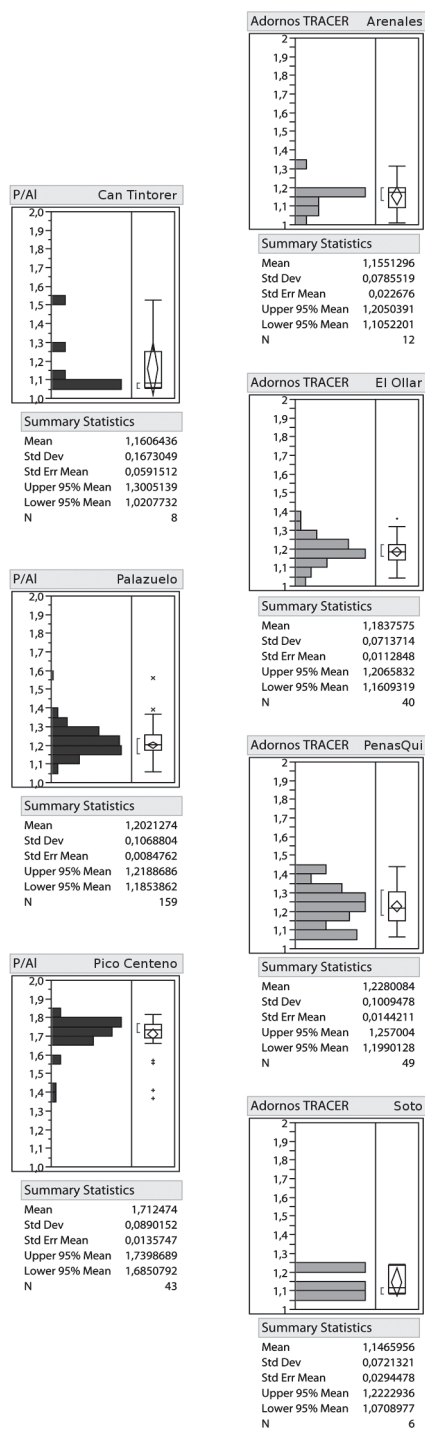 P/Al Can Tintorer
2,0
1,9
1,8
1,7
1,6
1,5
1,4
1,3
1,2
1,1
1,0
Summary Statistics
Mean 1,1606436
Std Dev 0,1673049
Std Err Mean 0,0591512
Upper 95% Mean 1,3005139
Lower 95% Mean 1,0207732
N 8
P/Al Palazuelo
2,0
1,9
1,8
1,7
1,6
1,5
1,4
1,3
1,2
1,1
1,0
Summary Statistics
Mean 1,2021274
Std Dev 0,1068804
Std Err Mean 0,0084762
Upper 95% Mean 1,2188686
Lower 95% Mean 1,1853862
N 159
P/Al Pico Centeno
2,0
1,9
1,8
1,7
1,6
1,5
1,4
1,3
1,2
1,1
1,0
Summary Statistics
Mean 1,712474
Std Dev 0,0890152
Std Err Mean 0,0135747
Upper 95% Mean 1,7398689
Lower 95% Mean 1,6850792
N 43
Adornos TRACER Arenales
2
1,9
1,8
1,7
1,6
1,5
1,4
1,3
1,2
1,1
1
Summary Statistics
Mean 1,1551296
Std Dev 0,0785519
Std Err Mean 0,022676
Upper 95% Mean 1,2050391
Lower 95% Mean 1,1052201
N 12
Adornos TRACER El Ollar
2
1,9
1,8
1,7
1,6
1,5
1,4
1,3
1,2
1,1
1
Summary Statistics
Mean 1,1837575
Std Dev 0,0713714
Std Err Mean 0,0112848
Upper 95% Mean 1,2065832
Lower 95% Mean 1,1609319
N 40
Adornos TRACER PenasQui
2
1,9
1,8
1,7
1,6
1,5
1,4
1,3
1,2
1,1
1
Summary Statistics
Mean 1,2280084
Std Dev 0,1009478
Std Err Mean 0,0144211
Upper 95% Mean 1,257004
Lower 95% Mean 1,1990128
N 49
Adornos TRACER Soto
2
1,9
1,8
1,7
1,6
1,5
1,4
1,3
1,2
1,1
1
Summary Statistics
Mean 1,1465956
Std Dev 0,0721321
Std Err Mean 0,0294478
Upper 95% Mean 1,2222936
Lower 95% Mean 1,0708977
N 6